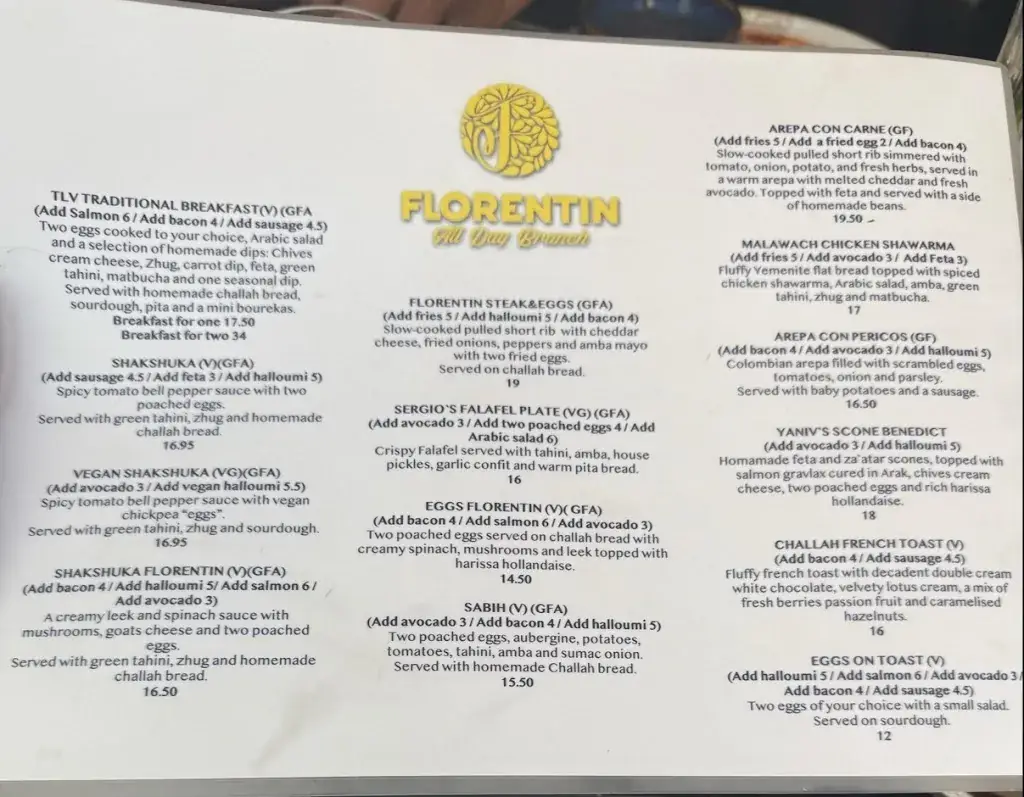 TLV TRADITIONAL BREAKFAST(V) (GFA
(Add Salmon 6 / Add bacon 4 / Add sausage 4.5)
Two eggs cooked to your choice, Arabic salad
and a selection of homemade dips: Chives
cream cheese, Zhug, carrot dip, feta, green
tahini, matbucha and one seasonal dip.
Served with homemade challah bread,
sourdough, pita and a mini bourekas.
Breakfast for one 17.50
Breakfast for two 34
SHAKSHUKA (V)(GFA)
(Add sausage 4.5 / Add feta 3 / Add halloumi 5)
Spicy tomato bell pepper sauce with two
poached eggs.
Served with green tahini, zhug and homemade
challah bread.
16.95
VEGAN SHAKSHUKA (VG)(GFA)
(Add avocado 3 / Add vegan halloumi 5.5)
Spicy tomato bell pepper sauce with vegan
chickpea “eggs”.
Served with green tahini, zhug and sourdough.
16.95
SHAKSHUKA FLORENTIN (V)(GFA)
(Add bacon 4 / Add halloumi 5/ Add salmon 6 /
Add avocado 3)
A creamy leek and spinach sauce with
mushrooms, goats cheese and two poached
eggs.
Served with green tahini, zhug and homemade
challah bread.
16.50
FLORENTIN
All Day Brunch
FLORENTIN STEAK&EGGS (GFA)
(Add fries 5 / Add halloumi 5 / Add bacon 4)
Slow-cooked pulled short rib with cheddar
cheese, fried onions, peppers and amba mayo
with two fried eggs.
Served on challah bread.
19
SERGIO'S FALAFEL PLATE (VG) (GFA)
(Add avocado 3 / Add two poached eggs 4 / Add
Arabic salad 6)
Crispy Falafel served with tahini, amba, house
pickles, garlic confit and warm pita bread.
16
EGGS FLORENTIN (V)( GFA)
(Add bacon 4 / Add salmon 6 / Add avocado 3)
Two poached eggs served on challah bread with
creamy spinach, mushrooms and leek topped with
harissa hollandaise.
14.50
SABIH (V) (GFA)
(Add avocado 3 / Add bacon 4 / Add halloumi 5)
Two poached eggs, aubergine, potatoes,
tomatoes, tahini, amba and sumac onion.
Served with homemade Challah bread.
15.50
AREPA CON CARNE (GF)
(Add fries 5 / Add a fried egg 2 / Add bacon 4)
Slow-cooked pulled short rib simmered with
tomato, onion, potato, and fresh herbs, served in
a warm arepa with melted cheddar and fresh
avocado. Topped with feta and served with a side
of homemade beans.
19.50
MALAWACH CHICKEN SHAWARMA
(Add fries 5 / Add avocado 3 / Add Feta 3)
Fluffy Yemenite flat bread topped with spiced
chicken shawarma, Arabic salad, amba, green
tahini, zhug and matbucha.
17
AREPA CON PERICOS (GF)
(Add bacon 4 / Add avocado 3 / Add halloumi 5)
Colombian arepa filled with scrambled eggs,
tomatoes, onion and parsley.
Served with baby potatoes and a sausage.
16.50
YANIV'S SCONE BENEDICT
(Add avocado 3 / Add halloumi 5)
Homamade feta and za'atar scones, topped with
salmon gravlax cured in Arak, chives cream
cheese, two poached eggs and rich harissa
hollandaise.
18
CHALLAH FRENCH TOAST (V)
(Add bacon 4 / Add sausage 4.5)
Fluffy french toast with decadent double cream
white chocolate, velvety lotus cream, a mix of
fresh berries passion fruit and caramelised
hazelnuts.
16
EGGS ON TOAST (V)
(Add halloumi 5 / Add salmon 6 / Add avocado 3 /
Add bacon 4 / Add sausage 4.5)
Two eggs of your choice with a small salad.
Served on sourdough.
12